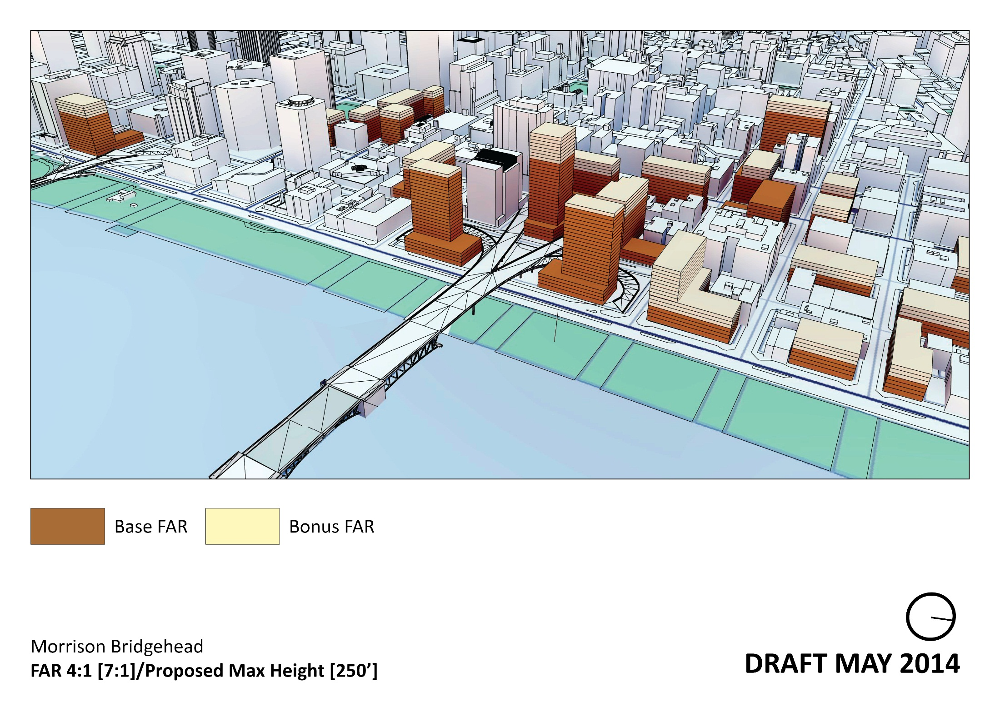 Base FAR
Bonus FAR
Morrison Bridgehead
FAR 4:1 [7:1]/Proposed Max Height [250’]
DRAFT MAY 2014